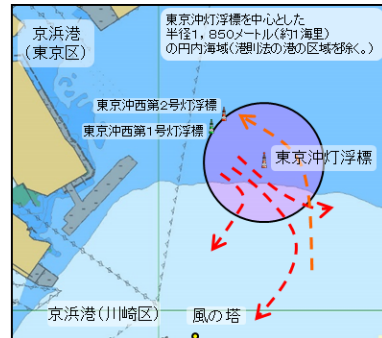 東京沖灯浮標を中心とした
半径1,850メートル(約1海里)
の円内海域(港則法の港の区域を除く。)
京浜港
(東京区)
東京沖西第2号灯浮標
東京沖西第1号灯浮標
東京沖灯浮標
京浜港(川崎区)
風の塔